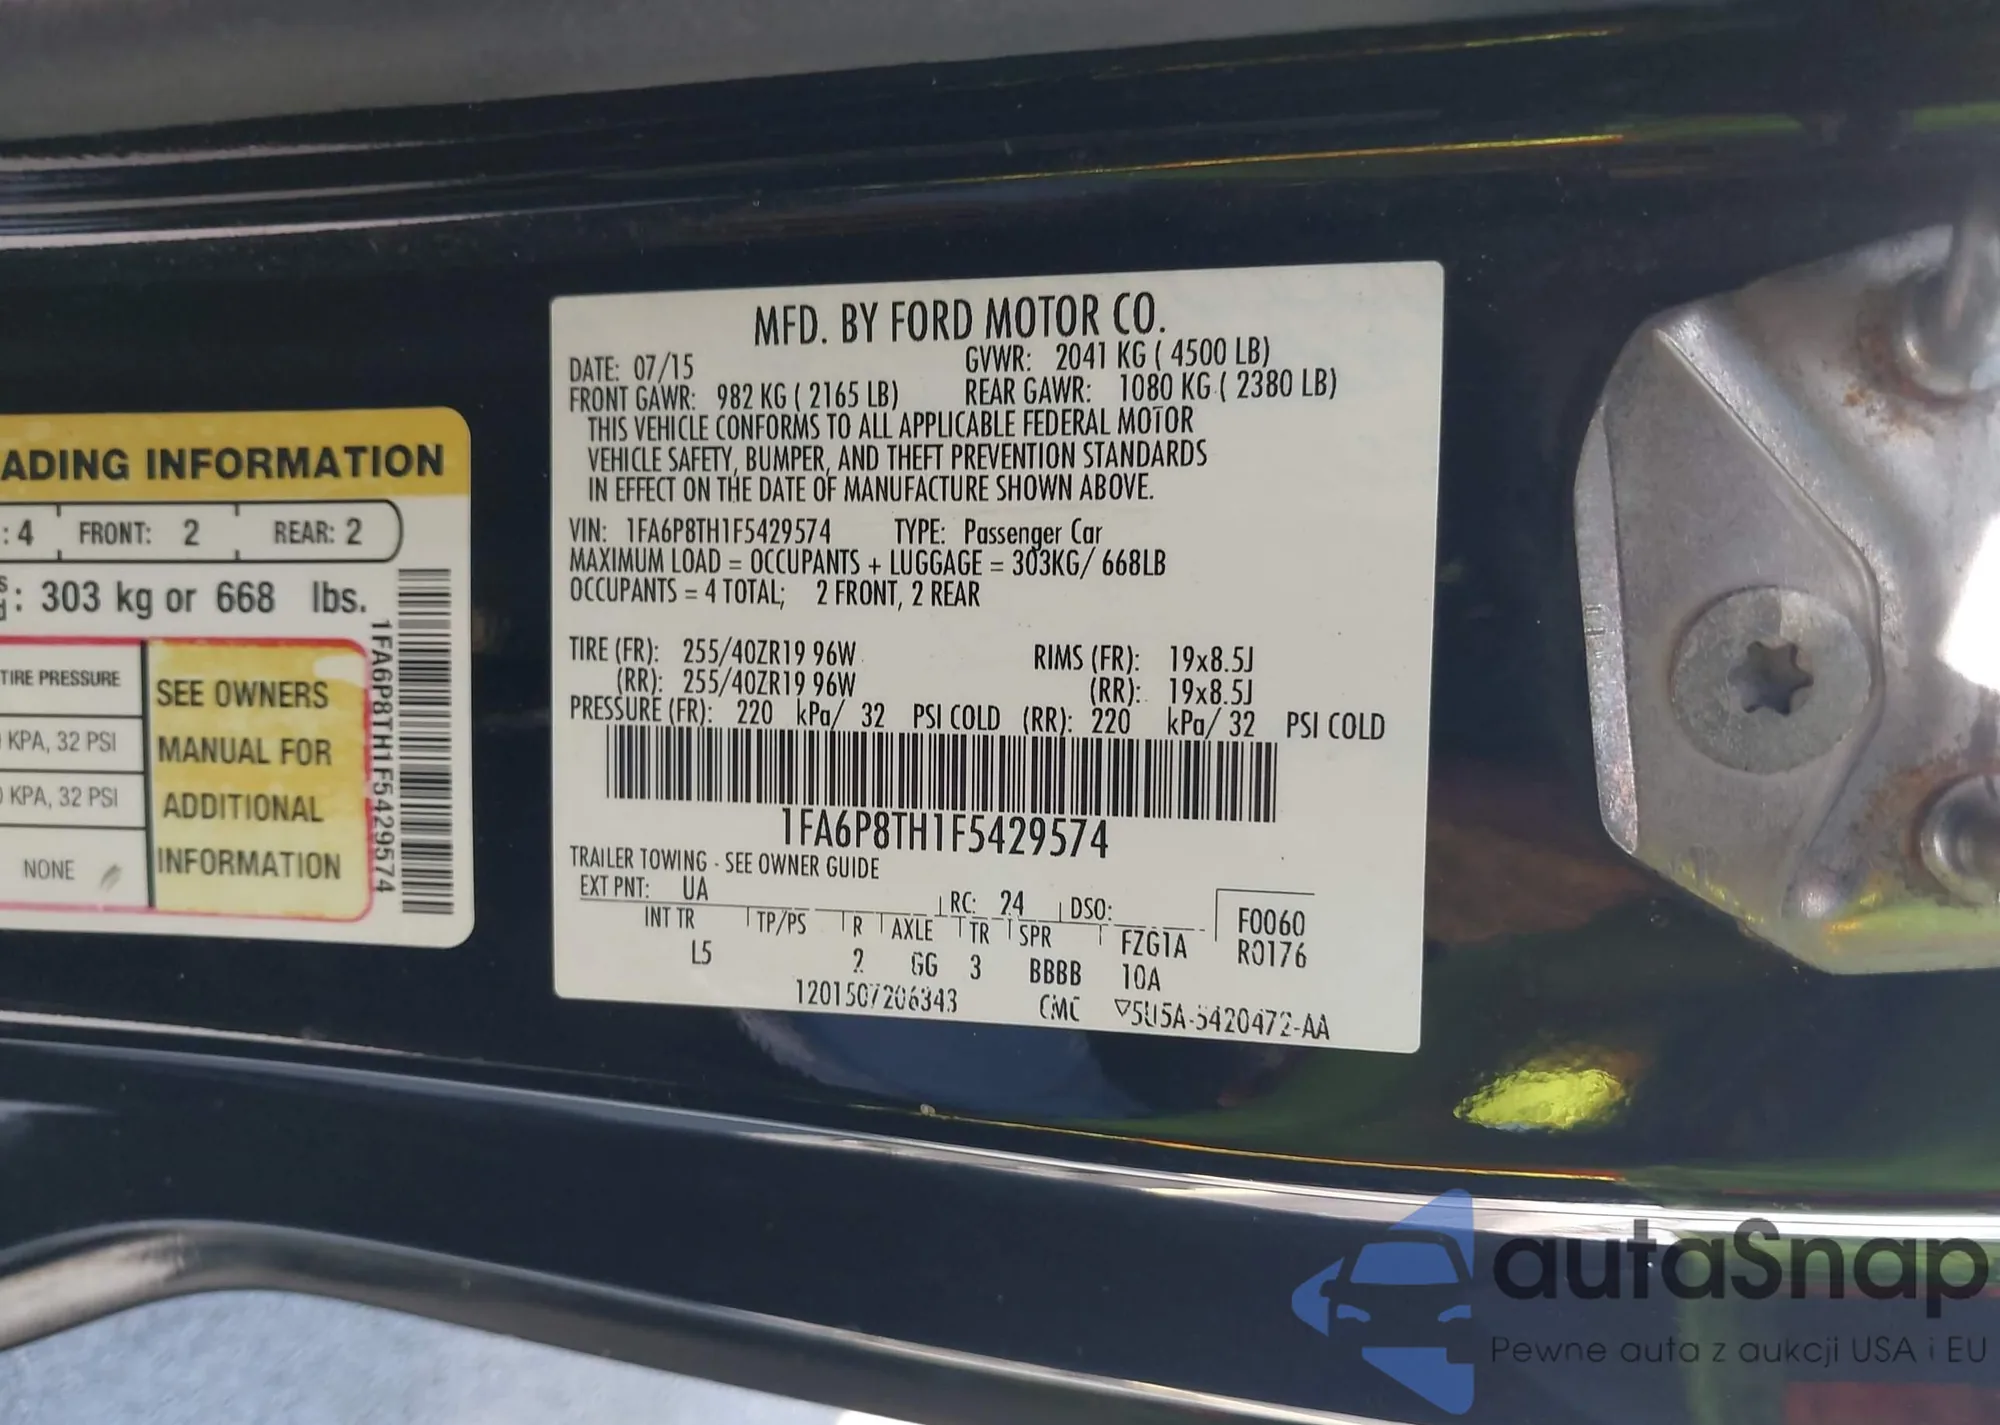 ADING INFORMATION
: 4 FRONT: 2 REAR: 2
: 303 kg or 668 lbs.
TIRE PRESSURE
KPA, 32 PSI
KPA, 32 PSI
NONE
SEE OWNERS
MANUAL FOR
ADDITIONAL
INFORMATION
1FA6P8TH1F5429574
MFD. BY FORD MOTOR CO.
DATE: 07/15 GVWR: 2041 KG ( 4500 LB)
FRONT GAWR: 982 KG ( 2165 LB) REAR GAWR: 1080 KG ( 2380 LB)
THIS VEHICLE CONFORMS TO ALL APPLICABLE FEDERAL MOTOR
VEHICLE SAFETY, BUMPER, AND THEFT PREVENTION STANDARDS
IN EFFECT ON THE DATE OF MANUFACTURE SHOWN ABOVE.
VIN: 1FA6P8TH1F5429574 TYPE: Passenger Car
MAXIMUM LOAD = OCCUPANTS + LUGGAGE = 303KG/ 668LB
OCCUPANTS = 4 TOTAL; 2 FRONT, 2 REAR
TIRE (FR): 255/40ZR19 96W RIMS (FR): 19x8.5J
(RR): 255/40ZR19 96W (RR): 19x8.5J
PRESSURE (FR): 220 kPa/ 32 PSI COLD (RR): 220 kPa/ 32 PSI COLD
1FA6P8TH1F5429574
TRAILER TOWING - SEE OWNER GUIDE
EXT PNT: UA RC: 24 DSO: F0060
INT TR TP/PS R AXLE TR SPR FZG1A R0176
L5 2 GG 3 BBBB 10A
1201507206343 CMC ▽5U5A-5420472-AA
autaSnap
Pewne auta z aukcji USA i EU